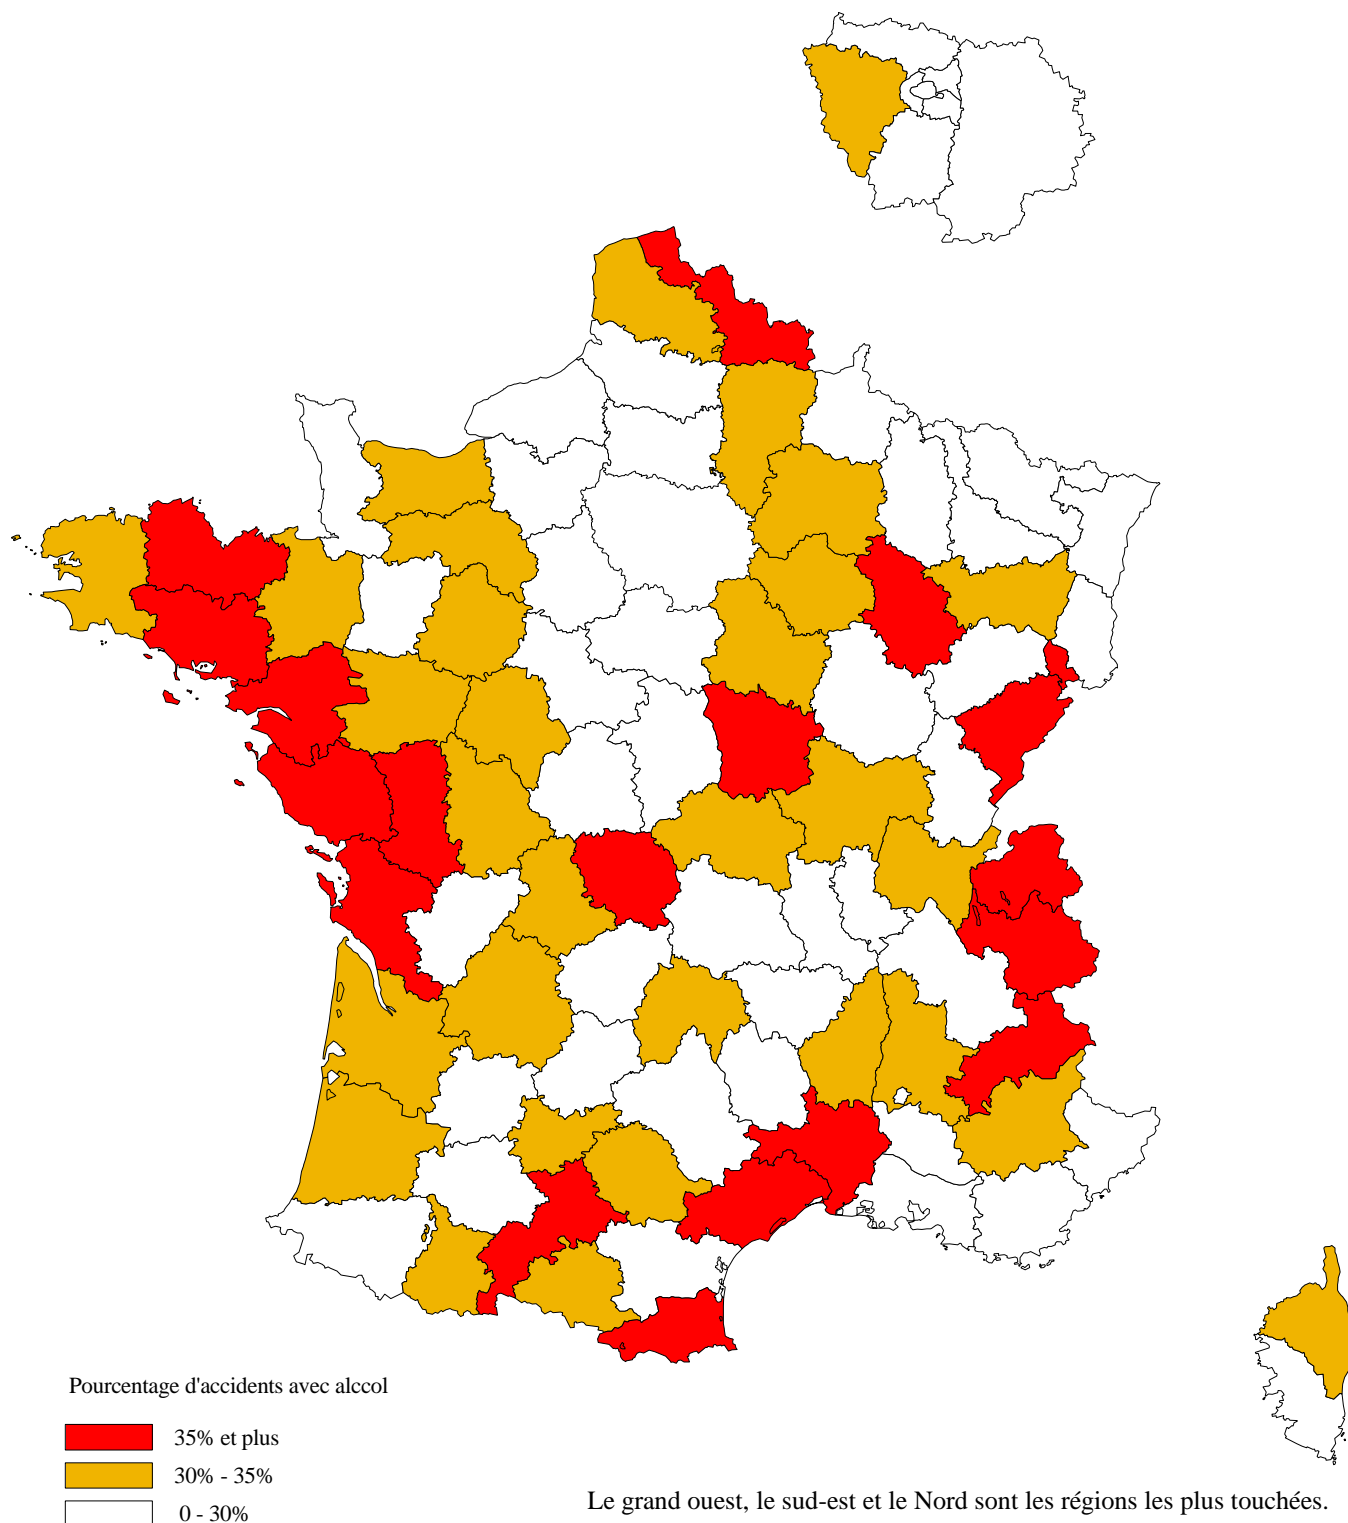 Pourcentage d'accidents avec alccol
35% et plus
30% - 35%
0 - 30%
Le grand ouest, le sud-est et le Nord sont les régions les plus touchées.